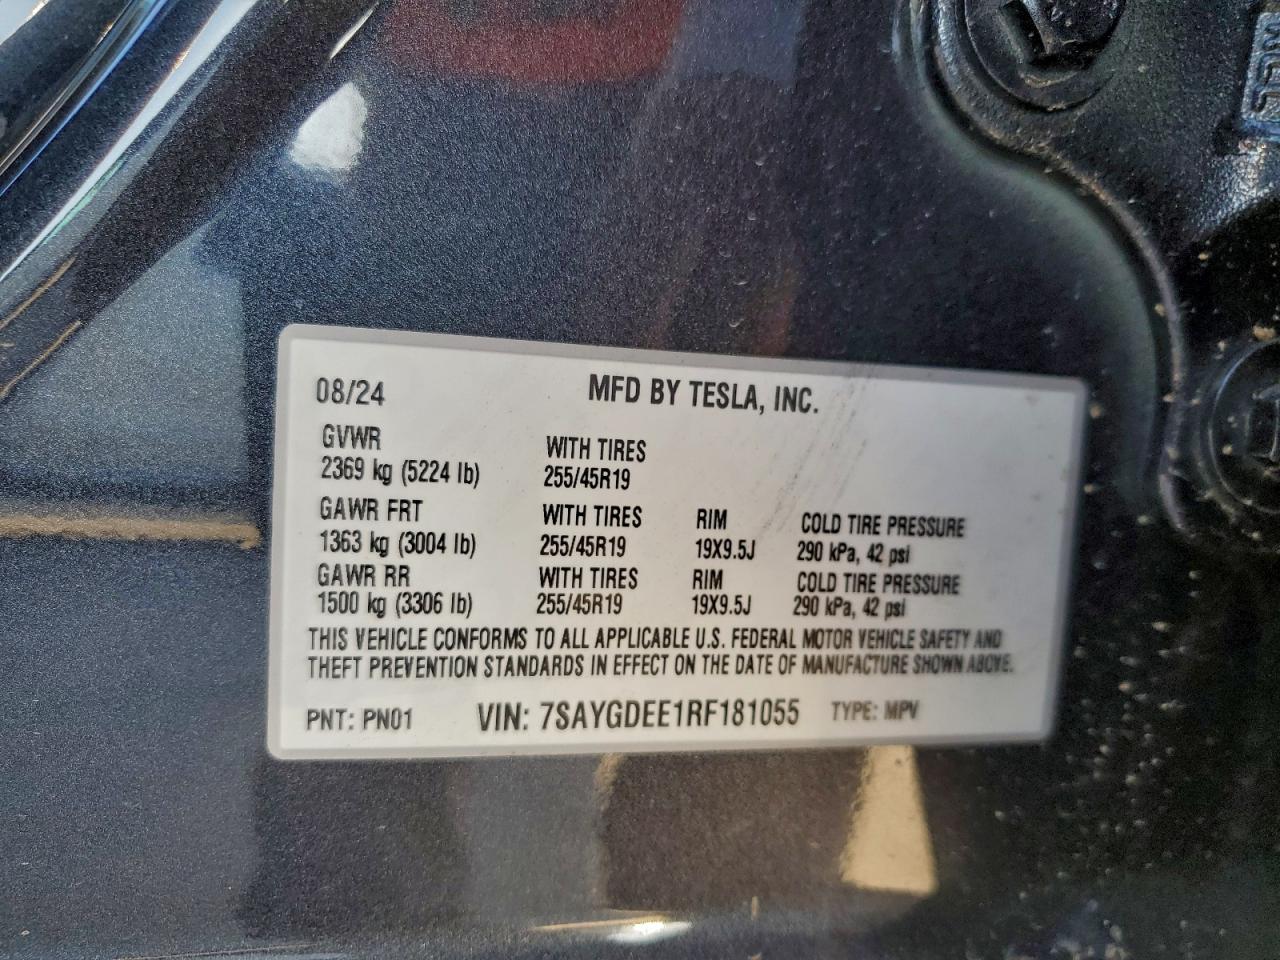 08/24 MFD BY TESLA, INC.
GVWR WITH TIRES
2369 kg (5224 lb) 255/45R19
GAWR FRT WITH TIRES RIM COLD TIRE PRESSURE
1363 kg (3004 lb) 255/45R19 19X9.5J 290 kPa, 42 psi
GAWR RR WITH TIRES RIM COLD TIRE PRESSURE
1500 kg (3306 lb) 255/45R19 19X9.5J 290 kPa, 42 psi
THIS VEHICLE CONFORMS TO ALL APPLICABLE U.S. FEDERAL MOTOR VEHICLE SAFETY AND
THEFT PREVENTION STANDARDS IN EFFECT ON THE DATE OF MANUFACTURE SHOWN ABOVE.
PNT: PN01 VIN: 7SAYGDEE1RF181055 TYPE: MPV